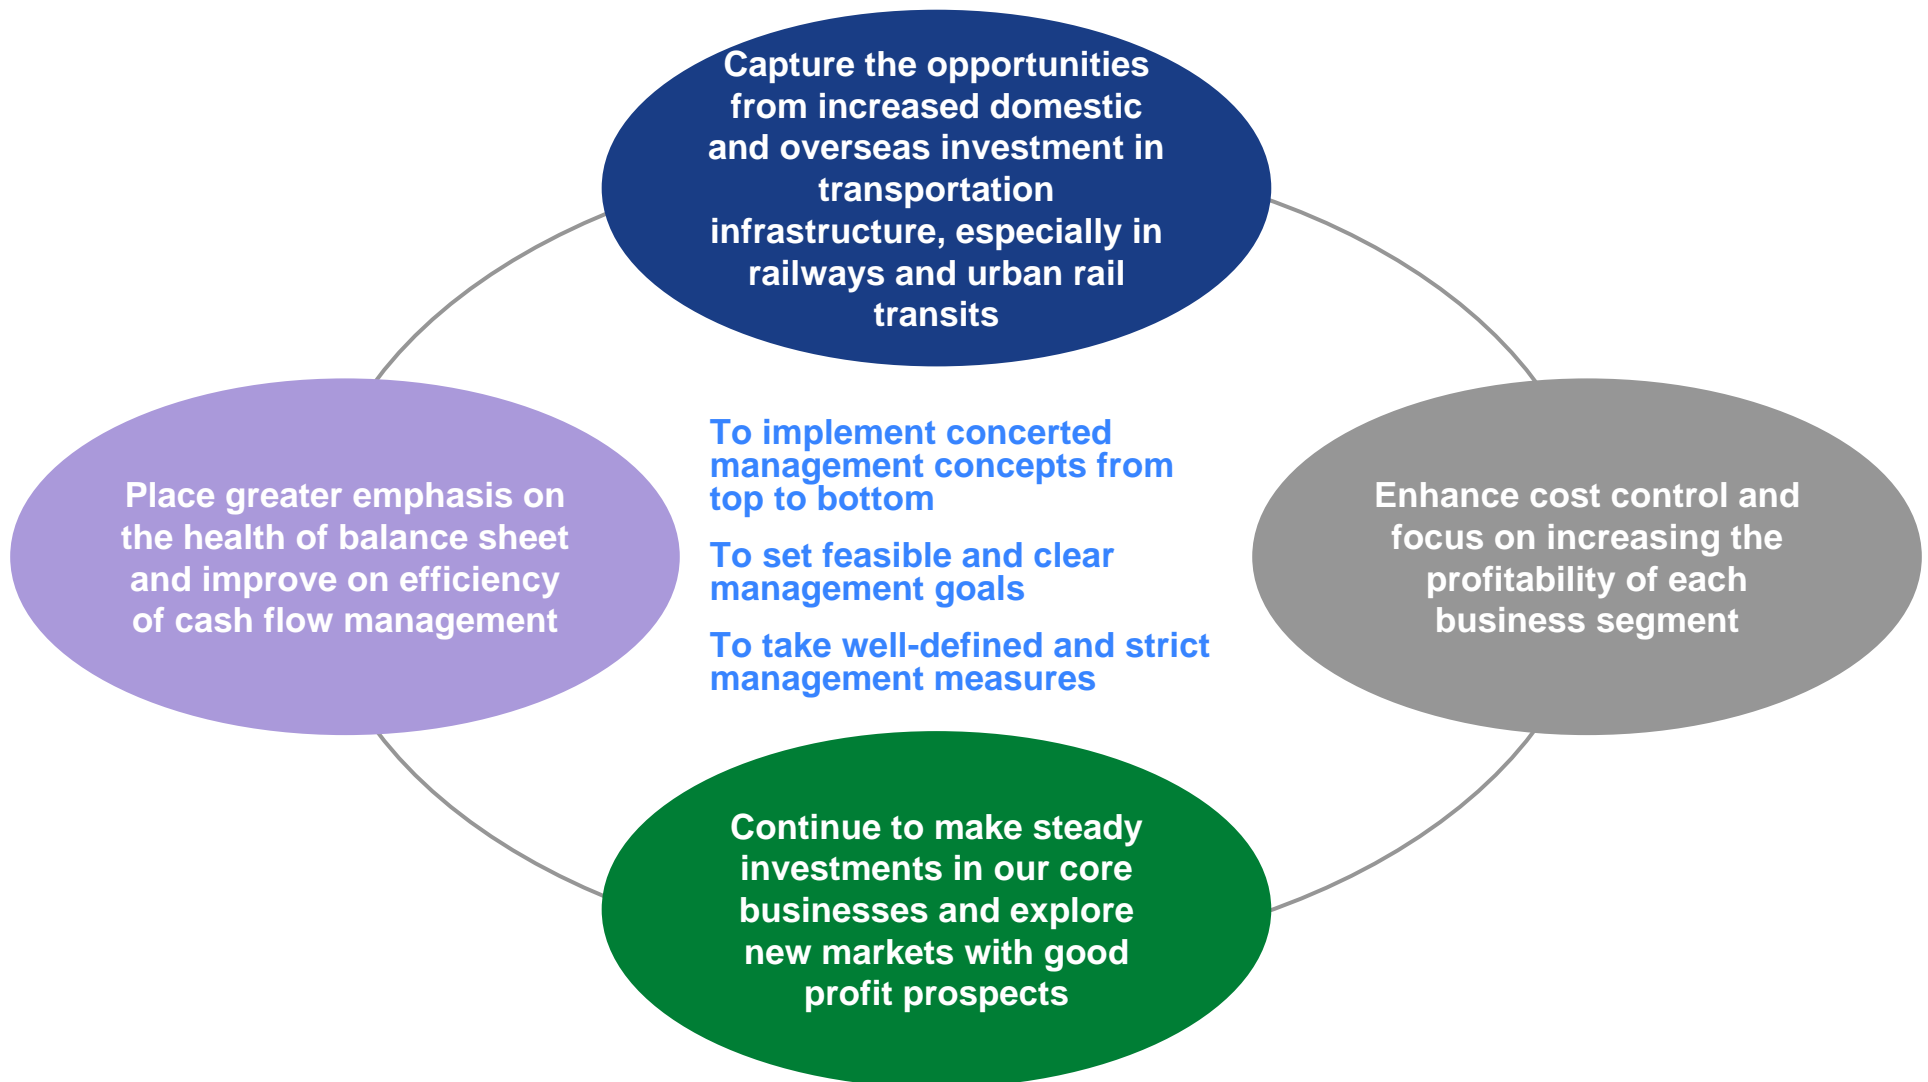 Capture the opportunities
from increased domestic
and overseas investment in
transportation
infrastructure, especially in
railways and urban rail
transits
Place greater emphasis on
the health of balance sheet
and improve on efficiency
of cash flow management
To implement concerted
management concepts from
top to bottom
To set feasible and clear
management goals
To take well-defined and strict
management measures
Enhance cost control and
focus on increasing the
profitability of each
business segment
Continue to make steady
investments in our core
businesses and explore
new markets with good
profit prospects